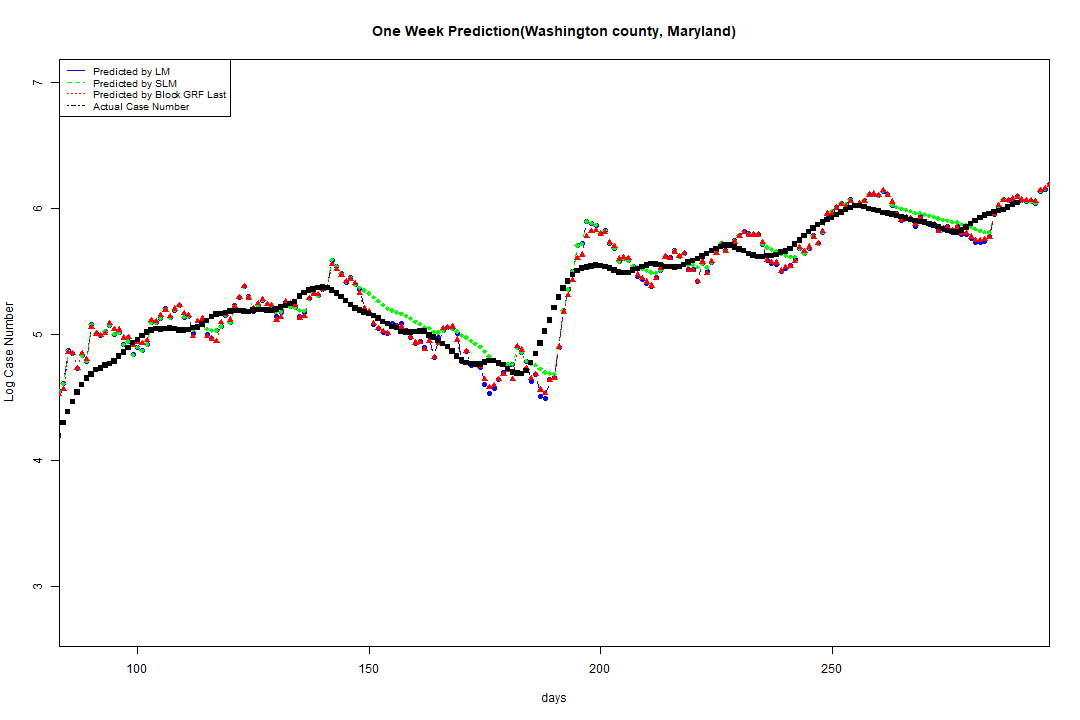 One Week Prediction(Washington county, Maryland)
Predicted by LM
Predicted by SLM
Predicted by Block GRF Last
Actual Case Number
7
6
5
4
3
Log Case Number
100 150 200 250
days